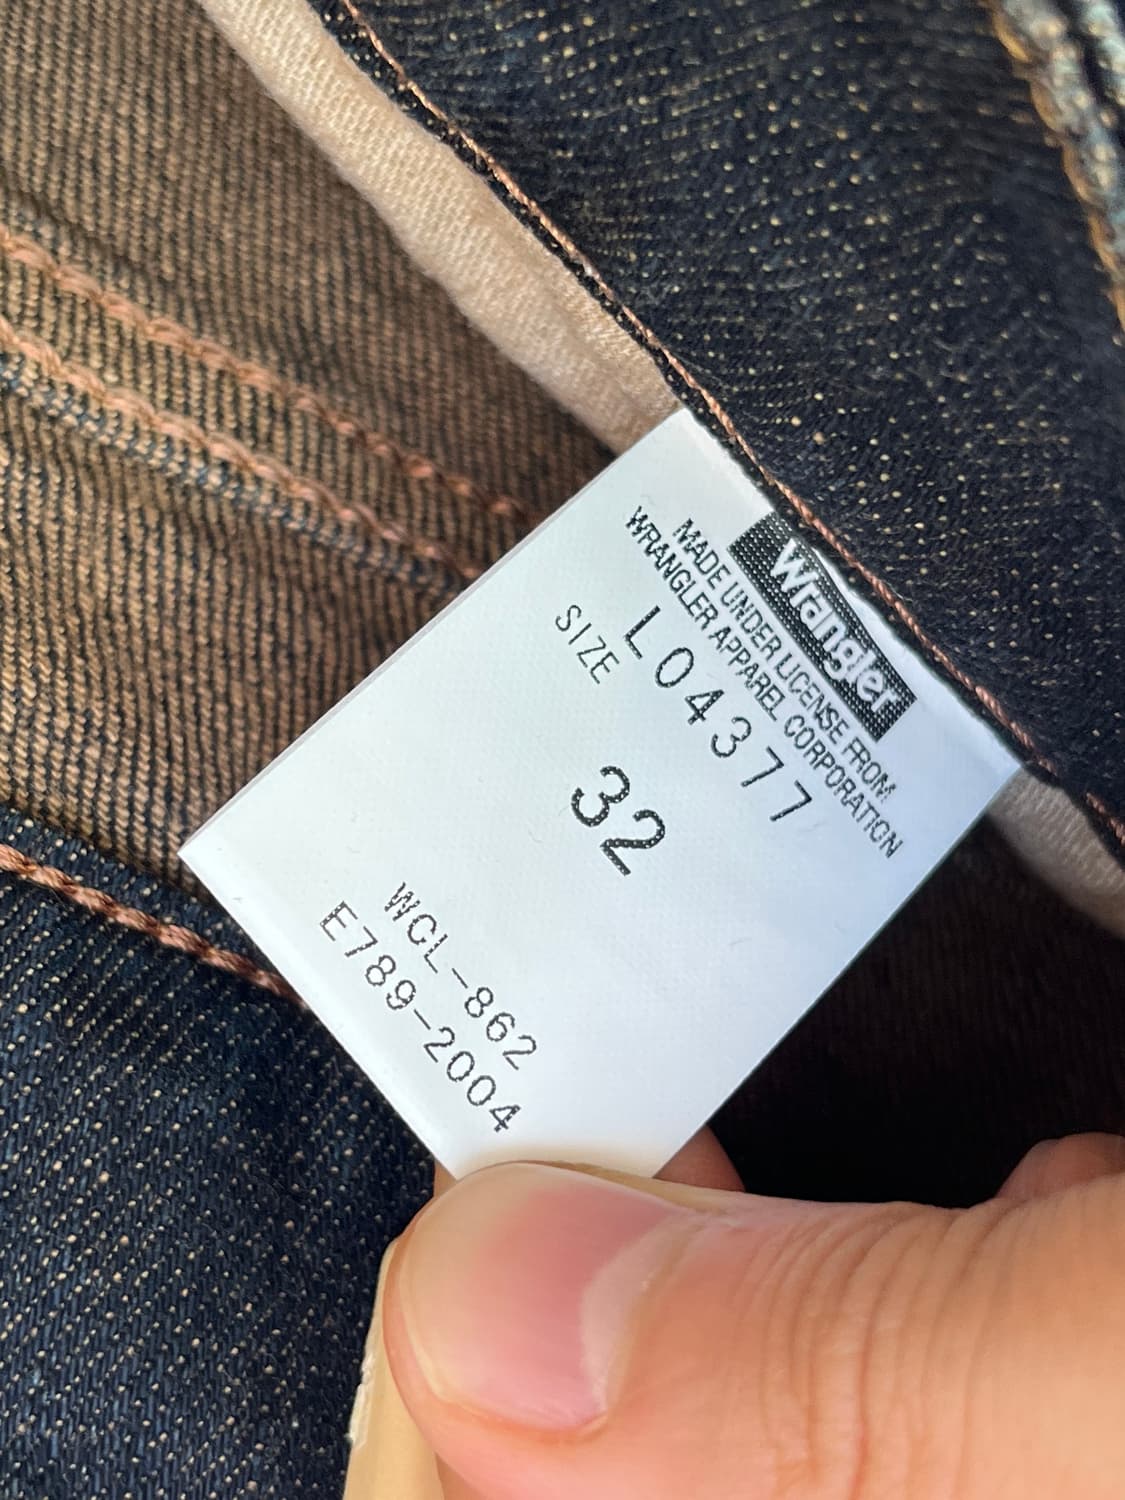 Wrangler
MADE UNDER LICENSE FROM
WRANGLER APPAREL CORPORATION
L04377
SIZE
32
WCL-862
E789-2004